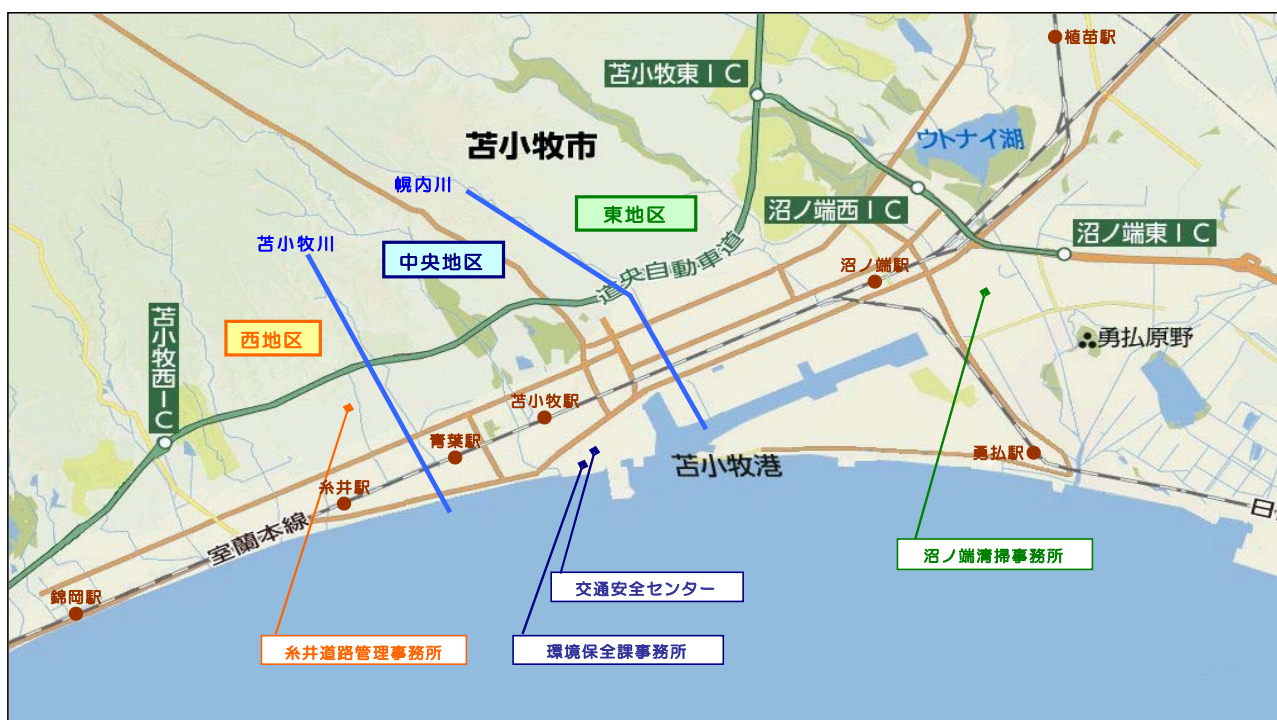 植苗駅
苫小牧東IC
苫小牧市
ウトナイ湖
幌内川
東地区
沼ノ端西IC
沼ノ端東IC
苫小牧川
中央地区
道央自動車道
沼ノ端駅
苫小牧西IC
西地区
勇払原野
苫小牧駅
青葉駅
苫小牧港
勇払駅
糸井駅
室蘭本線
日
沼ノ端清掃事務所
交通安全センター
錦岡駅
糸井道路管理事務所
環境保全課事務所